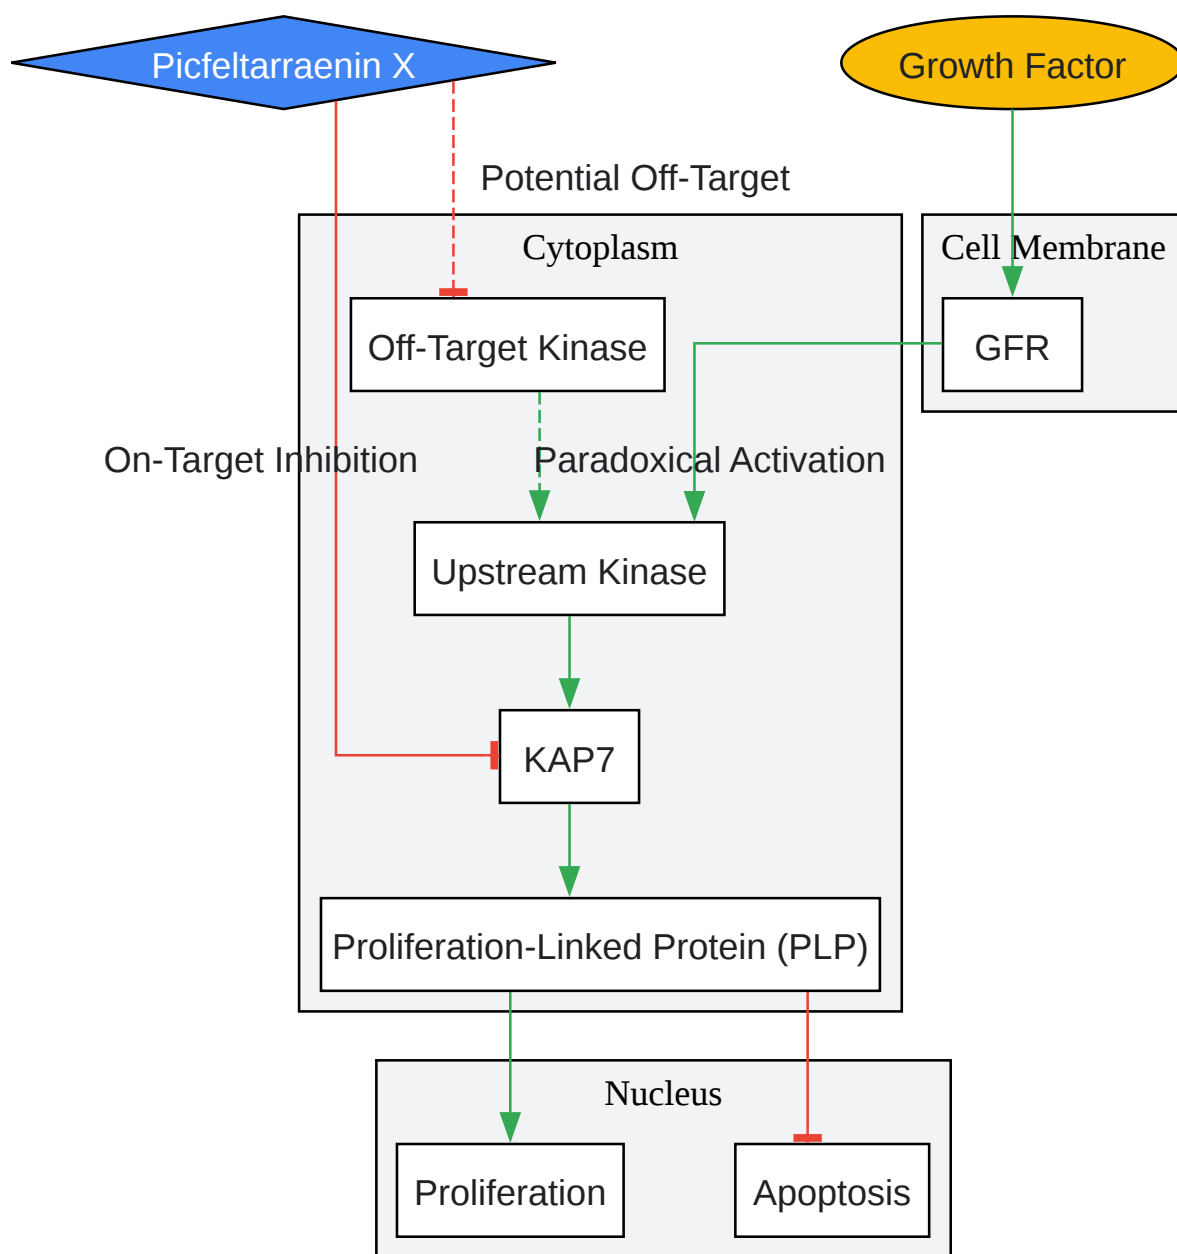 Picfeltarraenin X
Growth Factor
Potential Off-Target
Cytoplasm
Cell Membrane
Off-Target Kinase
GFR
On-Target Inhibition
Paradoxical Activation
Upstream Kinase
KAP7
Proliferation-Linked Protein (PLP)
Nucleus
Proliferation
Apoptosis